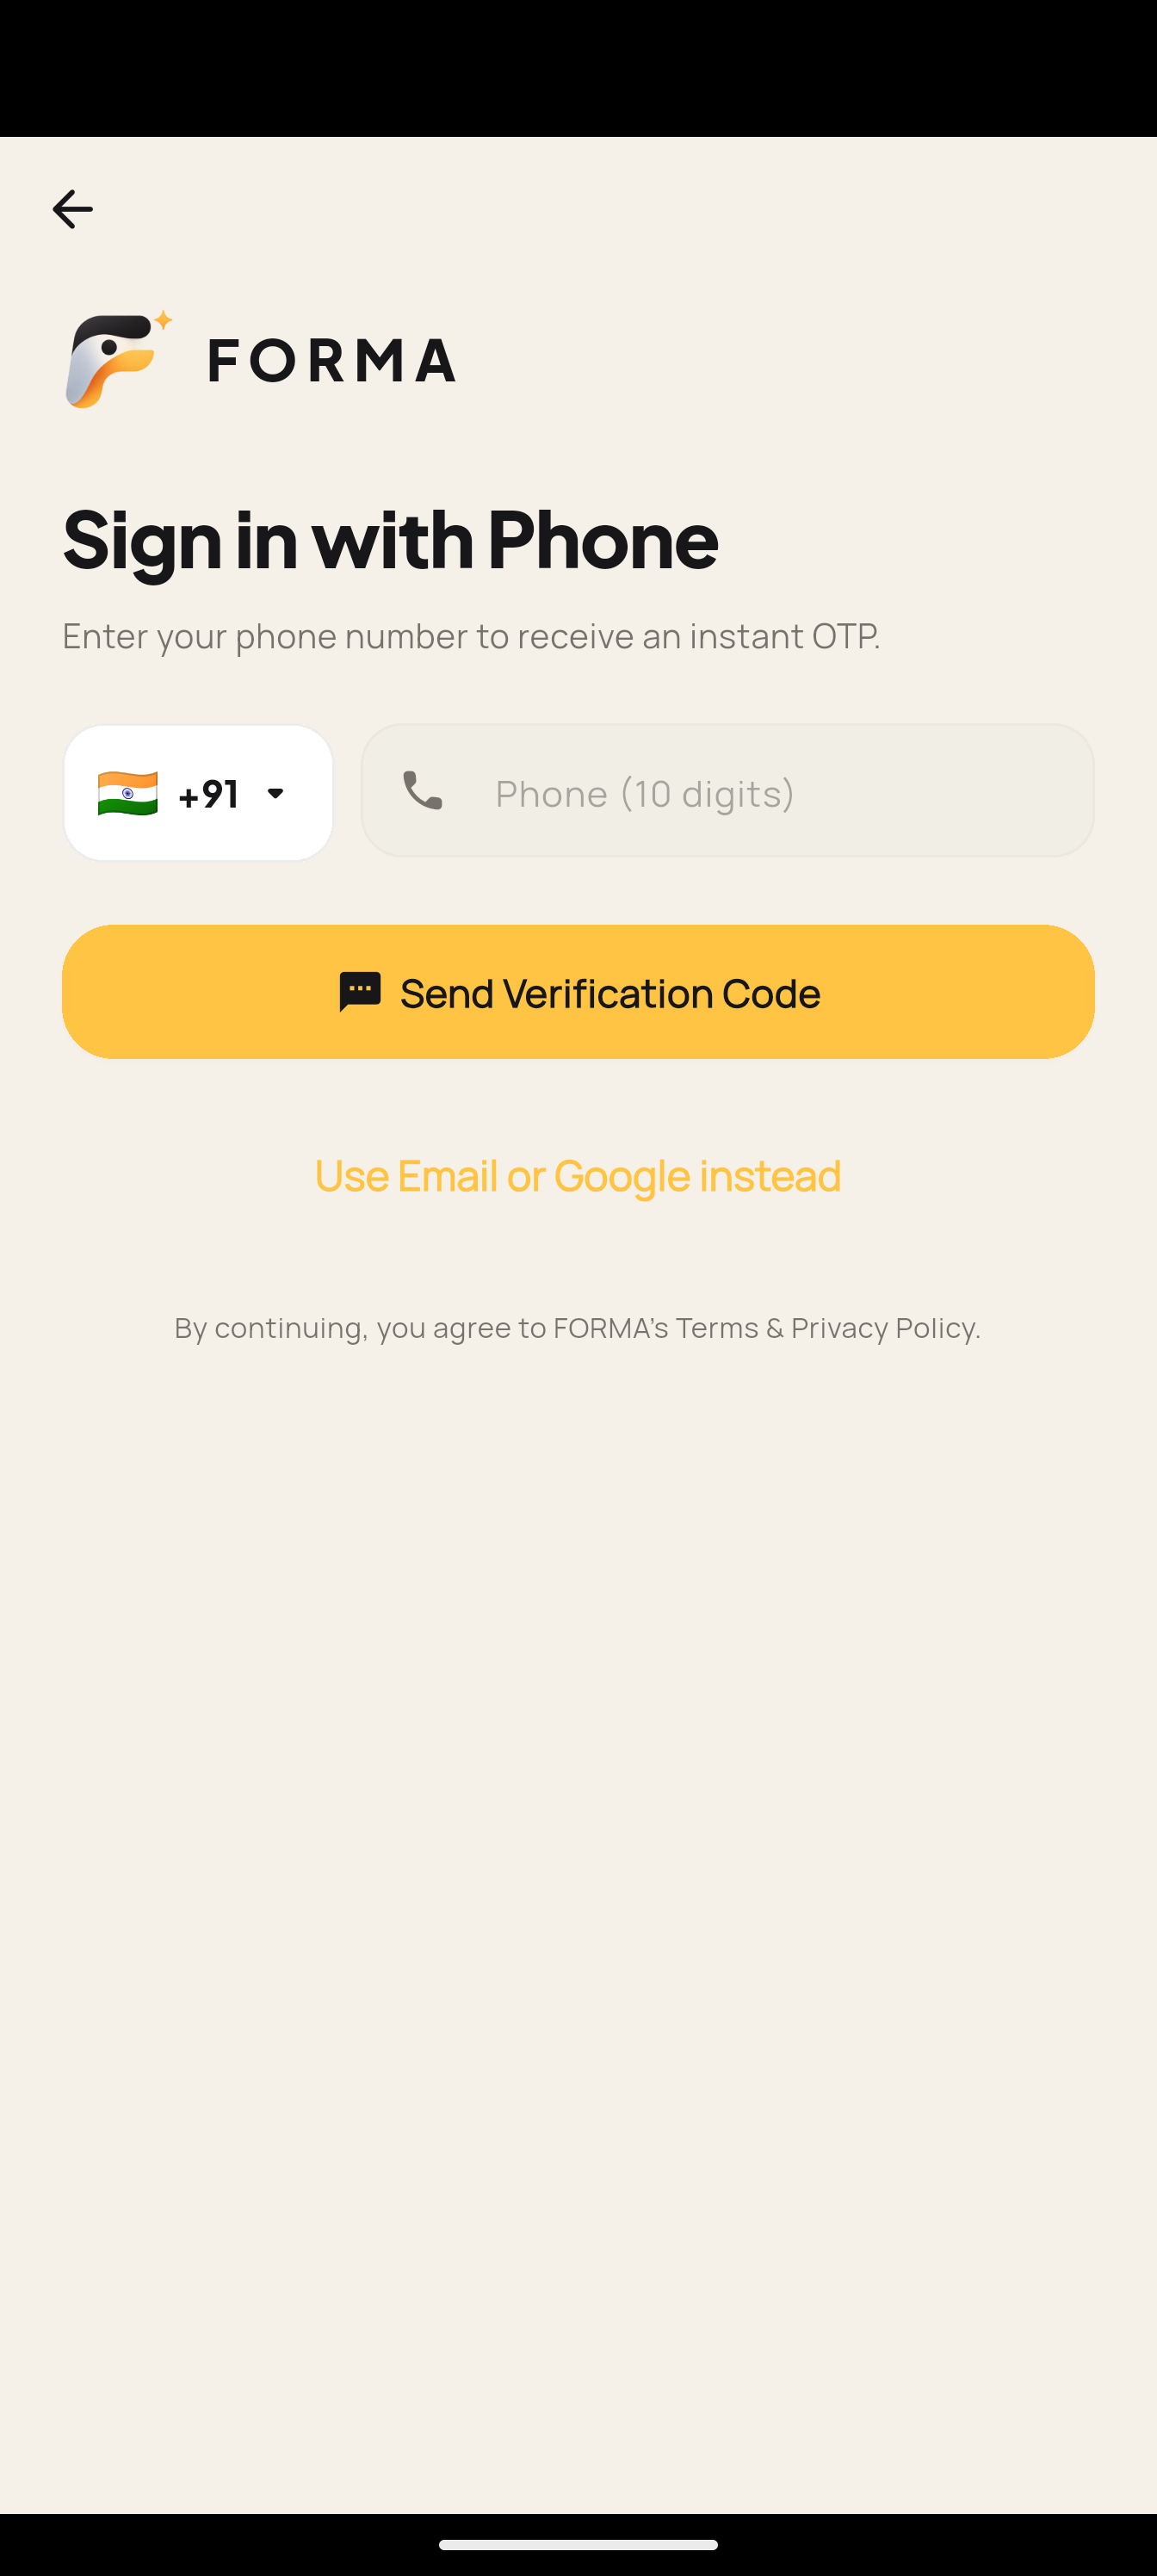 FORMA
Sign in with Phone
Enter your phone number to receive an instant OTP.
+91 Phone (10 digits)
Send Verification Code
Use Email or Google instead
By continuing, you agree to FORMA's Terms & Privacy Policy.